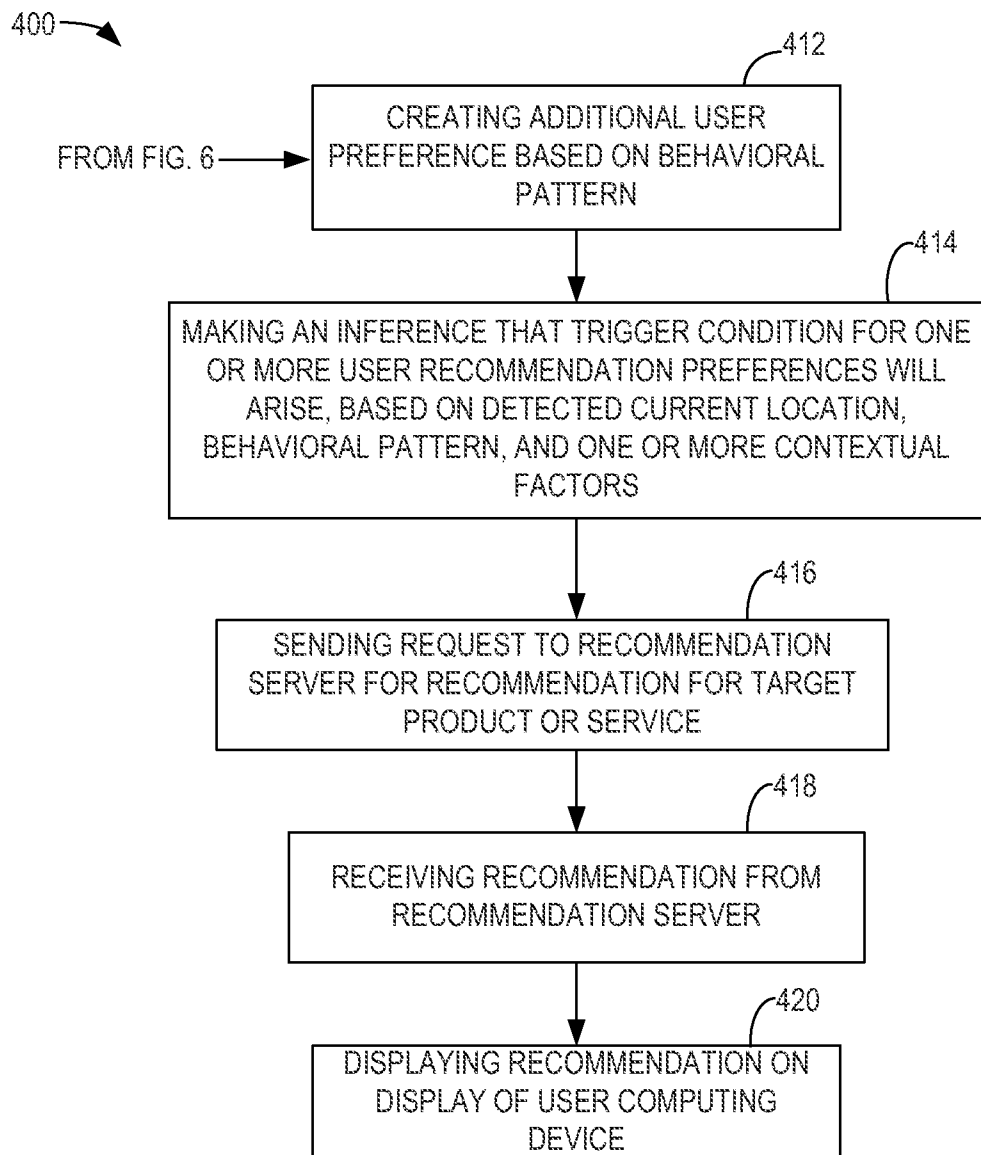 400
412
CREATING ADDITIONAL USER
PREFERENCE BASED ON BEHAVIORAL
PATTERN
FROM FIG. 6
414
MAKING AN INFERENCE THAT TRIGGER CONDITION FOR ONE
OR MORE USER RECOMMENDATION PREFERENCES WILL
ARISE, BASED ON DETECTED CURRENT LOCATION,
BEHAVIORAL PATTERN, AND ONE OR MORE CONTEXTUAL
FACTORS
416
SENDING REQUEST TO RECOMMENDATION
SERVER FOR RECOMMENDATION FOR TARGET
PRODUCT OR SERVICE
418
RECEIVING RECOMMENDATION FROM
RECOMMENDATION SERVER
420
DISPLAYING RECOMMENDATION ON
DISPLAY OF USER COMPUTING
DEVICE